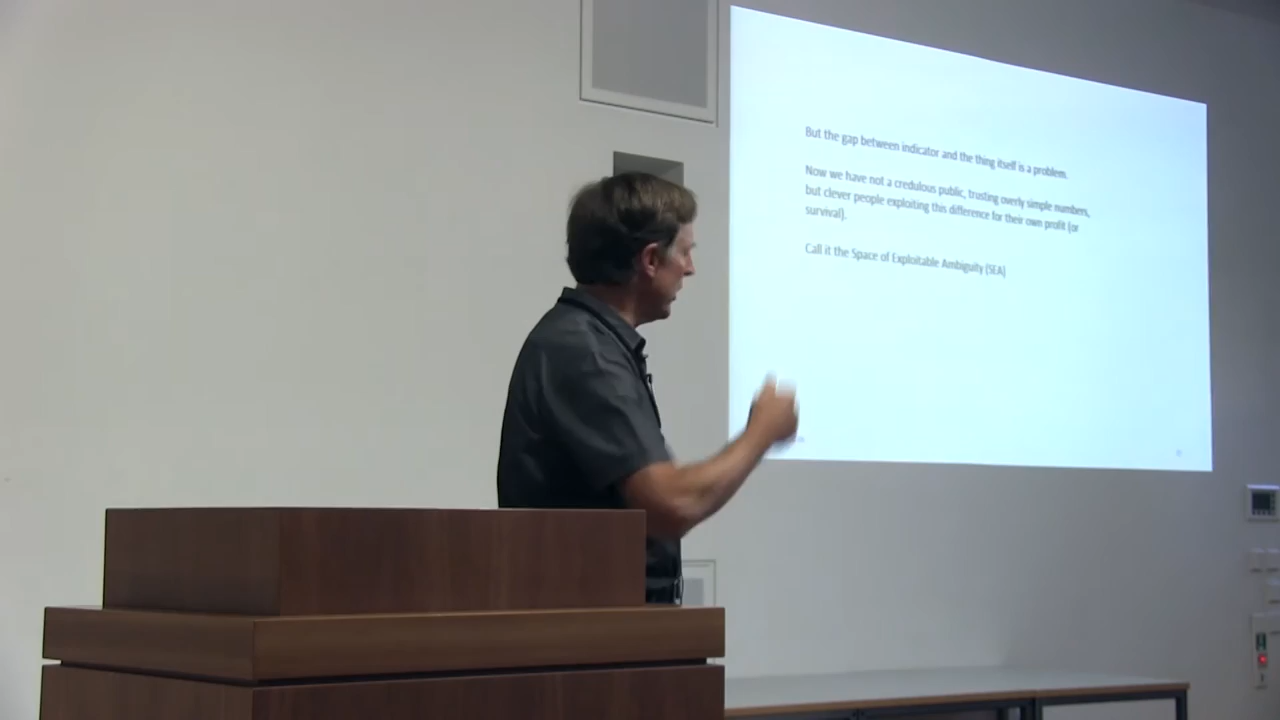 But the gap between indicator and the thing itself is a problem.
Now we have not a credulous public, trusting overly simple numbers,
but clever people exploiting this difference for their own profit (or
survival).
Call it the Space of Exploitable Ambiguity (SEA)